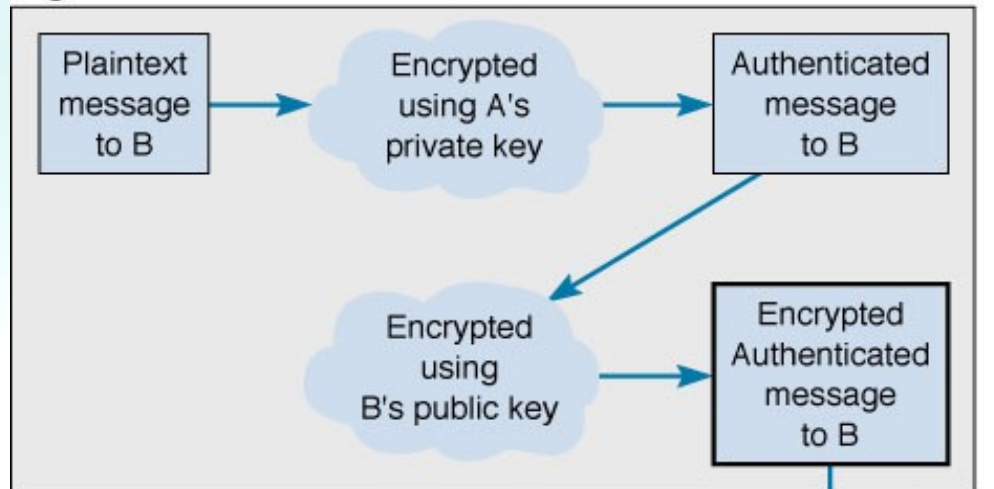 Plaintext
message
to B
Encrypted
using A's
private key
Authenticated
message
to B
Encrypted
using
B's public key
Encrypted
Authenticated
message
to B